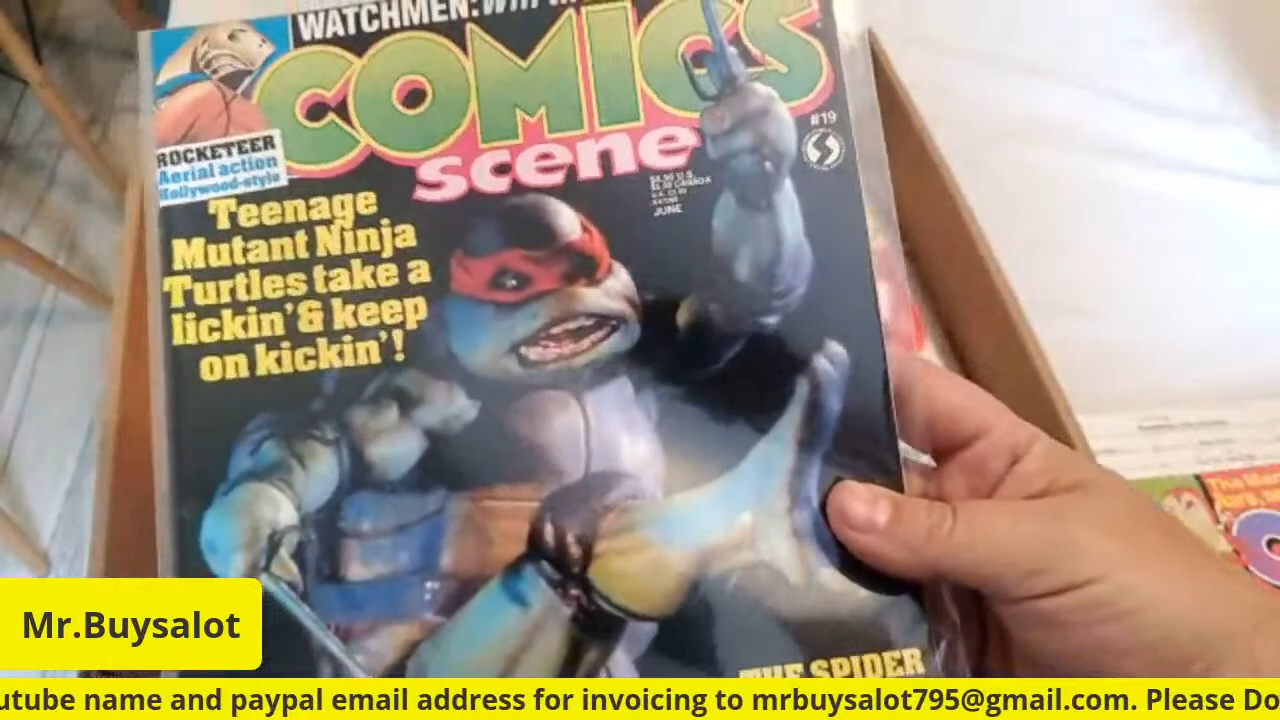 WATCHMEN:
COMICS
scene
#19
ROCKETEER
Aerial action
Hollywood-style
JUNE
Teenage
Mutant Ninja
Turtles take a
lickin' & keep
on kickin'!
THE SPIDER
Mr.Buysalot
utube name and paypal email address for invoicing to mrbuysalot795@gmail.com. Please Do